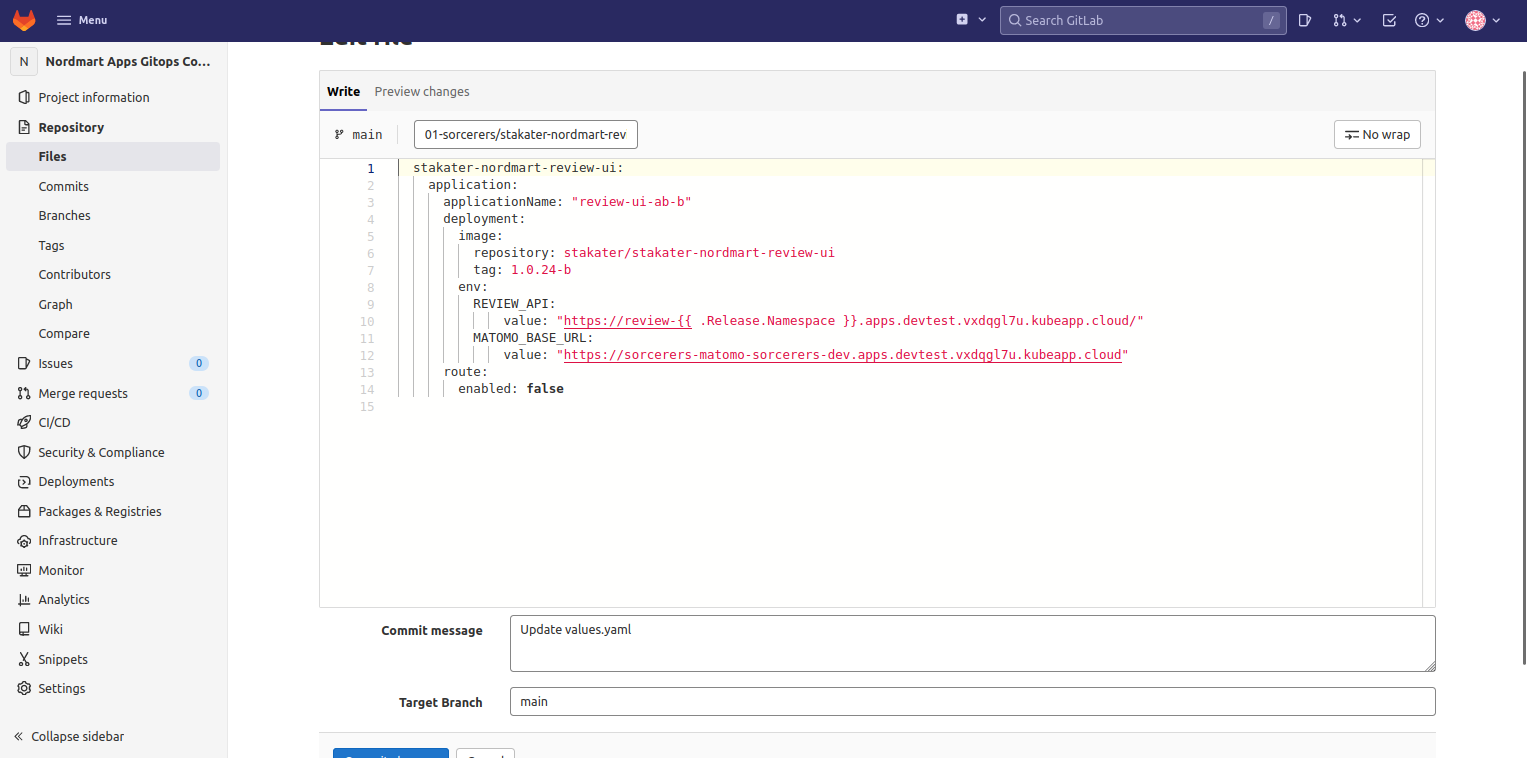 Menu
Search GitLab
/
N
Nordmart Apps Gitops Co...
Project information
Repository
Files
Commits
Branches
Tags
Contributors
Graph
Compare
Issues 0
Merge requests 0
CI/CD
Security & Compliance
Deployments
Packages & Registries
Infrastructure
Monitor
Analytics
Wiki
Snippets
Settings
Collapse sidebar
Edit File
Write Preview changes
main 01-sorcerers/stakater-nordmart-rev No wrap
1 stakater-nordmart-review-ui:
2 application:
3 applicationName: "review-ui-ab-b"
4 deployment:
5 image:
6 repository: stakater/stakater-nordmart-review-ui
7 tag: 1.0.24-b
8 env:
9 REVIEW_API:
10 value: "https://review-{{ .Release.Namespace }}.apps.devtest.vxdqgl7u.kubeapp.cloud/"
11 MATOMO_BASE_URL:
12 value: "https://sorcerers-matomo-sorcerers-dev.apps.devtest.vxdqgl7u.kubeapp.cloud"
13 route:
14 enabled: false
15
Commit message Update values.yaml
Target Branch main